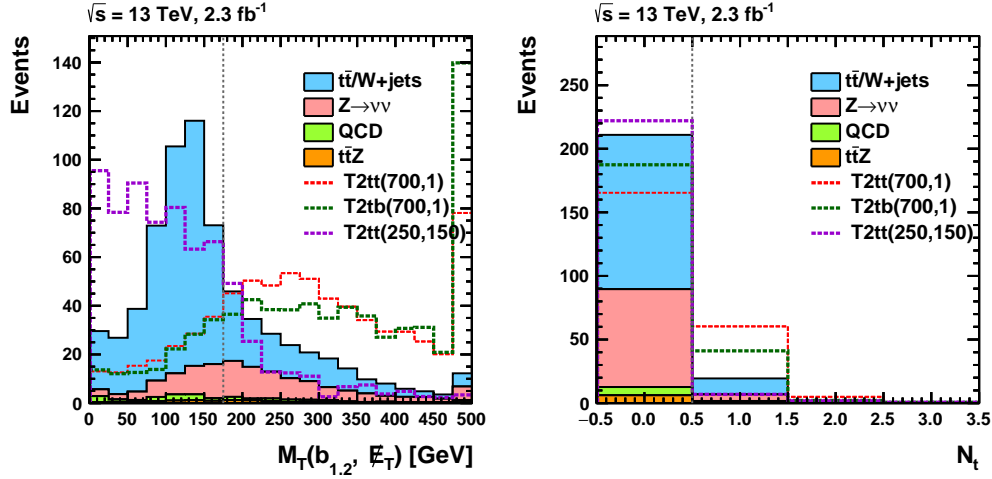 √s = 13 TeV, 2.3 fb⁻¹
Events
140
120
100
80
60
40
20
0
tt̄/W+jets
Z→νν
QCD
tt̄Z
T2tt(700,1)
T2tb(700,1)
T2tt(250,150)
0 50 100 150 200 250 300 350 400 450 500
M_T(b_1,2, E̸_T) [GeV]
√s = 13 TeV, 2.3 fb⁻¹
Events
250
200
150
100
50
0
tt̄/W+jets
Z→νν
QCD
tt̄Z
T2tt(700,1)
T2tb(700,1)
T2tt(250,150)
−0.5 0.0 0.5 1.0 1.5 2.0 2.5 3.0 3.5
N_t